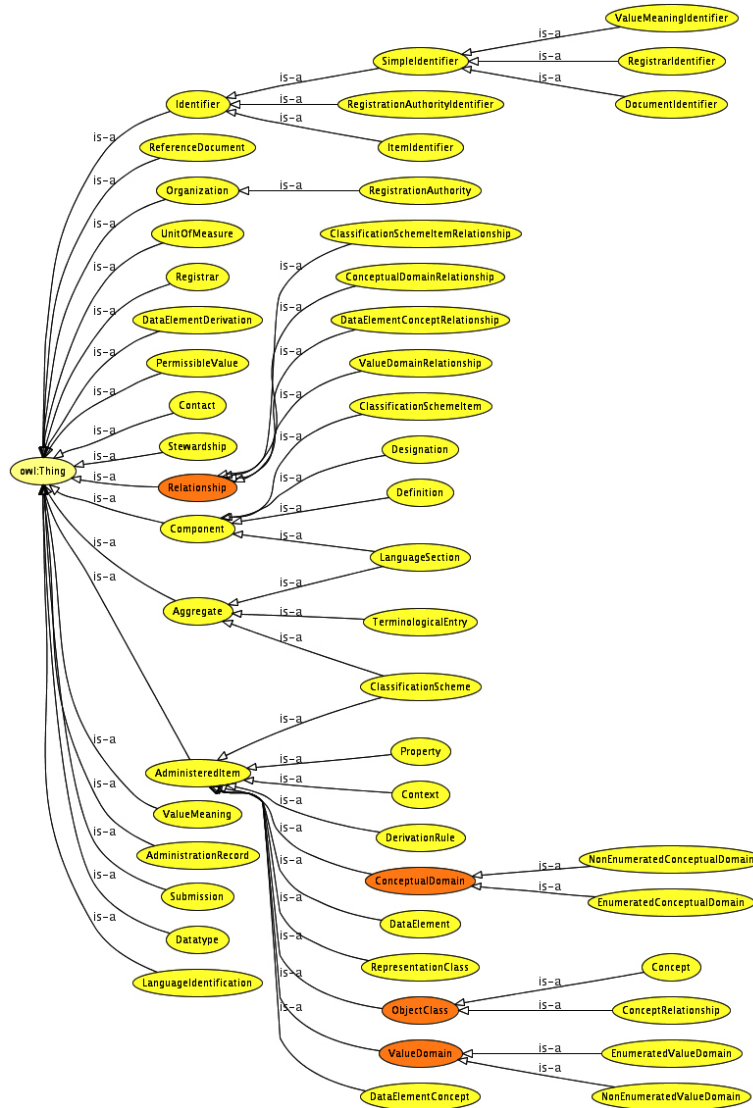 ValueMeaningIdentifier
is-a
SimpleIdentifier
is-a
RegistrarIdentifier
is-a
is-a
DocumentIdentifier
Identifier
is-a
RegistrationAuthorityIdentifier
is-a
is-a
ReferenceDocument
ItemIdentifier
is-a
Organization
is-a
RegistrationAuthority
is-a
UnitOfMeasure
ClassificationSchemeItemRelationship
is-a
is-a
Registrar
ConceptualDomainRelationship
is-a
is-a
DataElementDerivation
DataElementConceptRelationship
is-a
is-a
PermissibleValue
ValueDomainRelationship
is-a
is-a
Contact
ClassificationSchemeItem
is-a
is-a
Stewardship
Designation
is-a
is-a
owl:Thing
is-a
Relationship
is-a
Definition
is-a
Component
is-a
is-a
LanguageSection
is-a
is-a
Aggregate
is-a
TerminologicalEntry
is-a
is-a
ClassificationScheme
is-a
is-a
Property
AdministeredItem
is-a
Context
is-a
ValueMeaning
is-a
DerivationRule
is-a
AdministrationRecord
is-a
ConceptualDomain
is-a
NonEnumeratedConceptualDomain
is-a
Submission
is-a
EnumeratedConceptualDomain
is-a
is-a
DataElement
Datatype
is-a
RepresentationClass
Concept
LanguageIdentification
is-a
is-a
ObjectClass
is-a
ConceptRelationship
is-a
ValueDomain
is-a
EnumeratedValueDomain
is-a
DataElementConcept
NonEnumeratedValueDomain